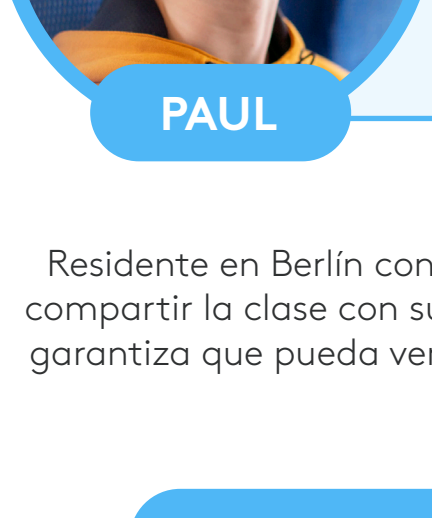 PAUL
Residente en Berlín con
compartir la clase con su
garantiza que pueda ver